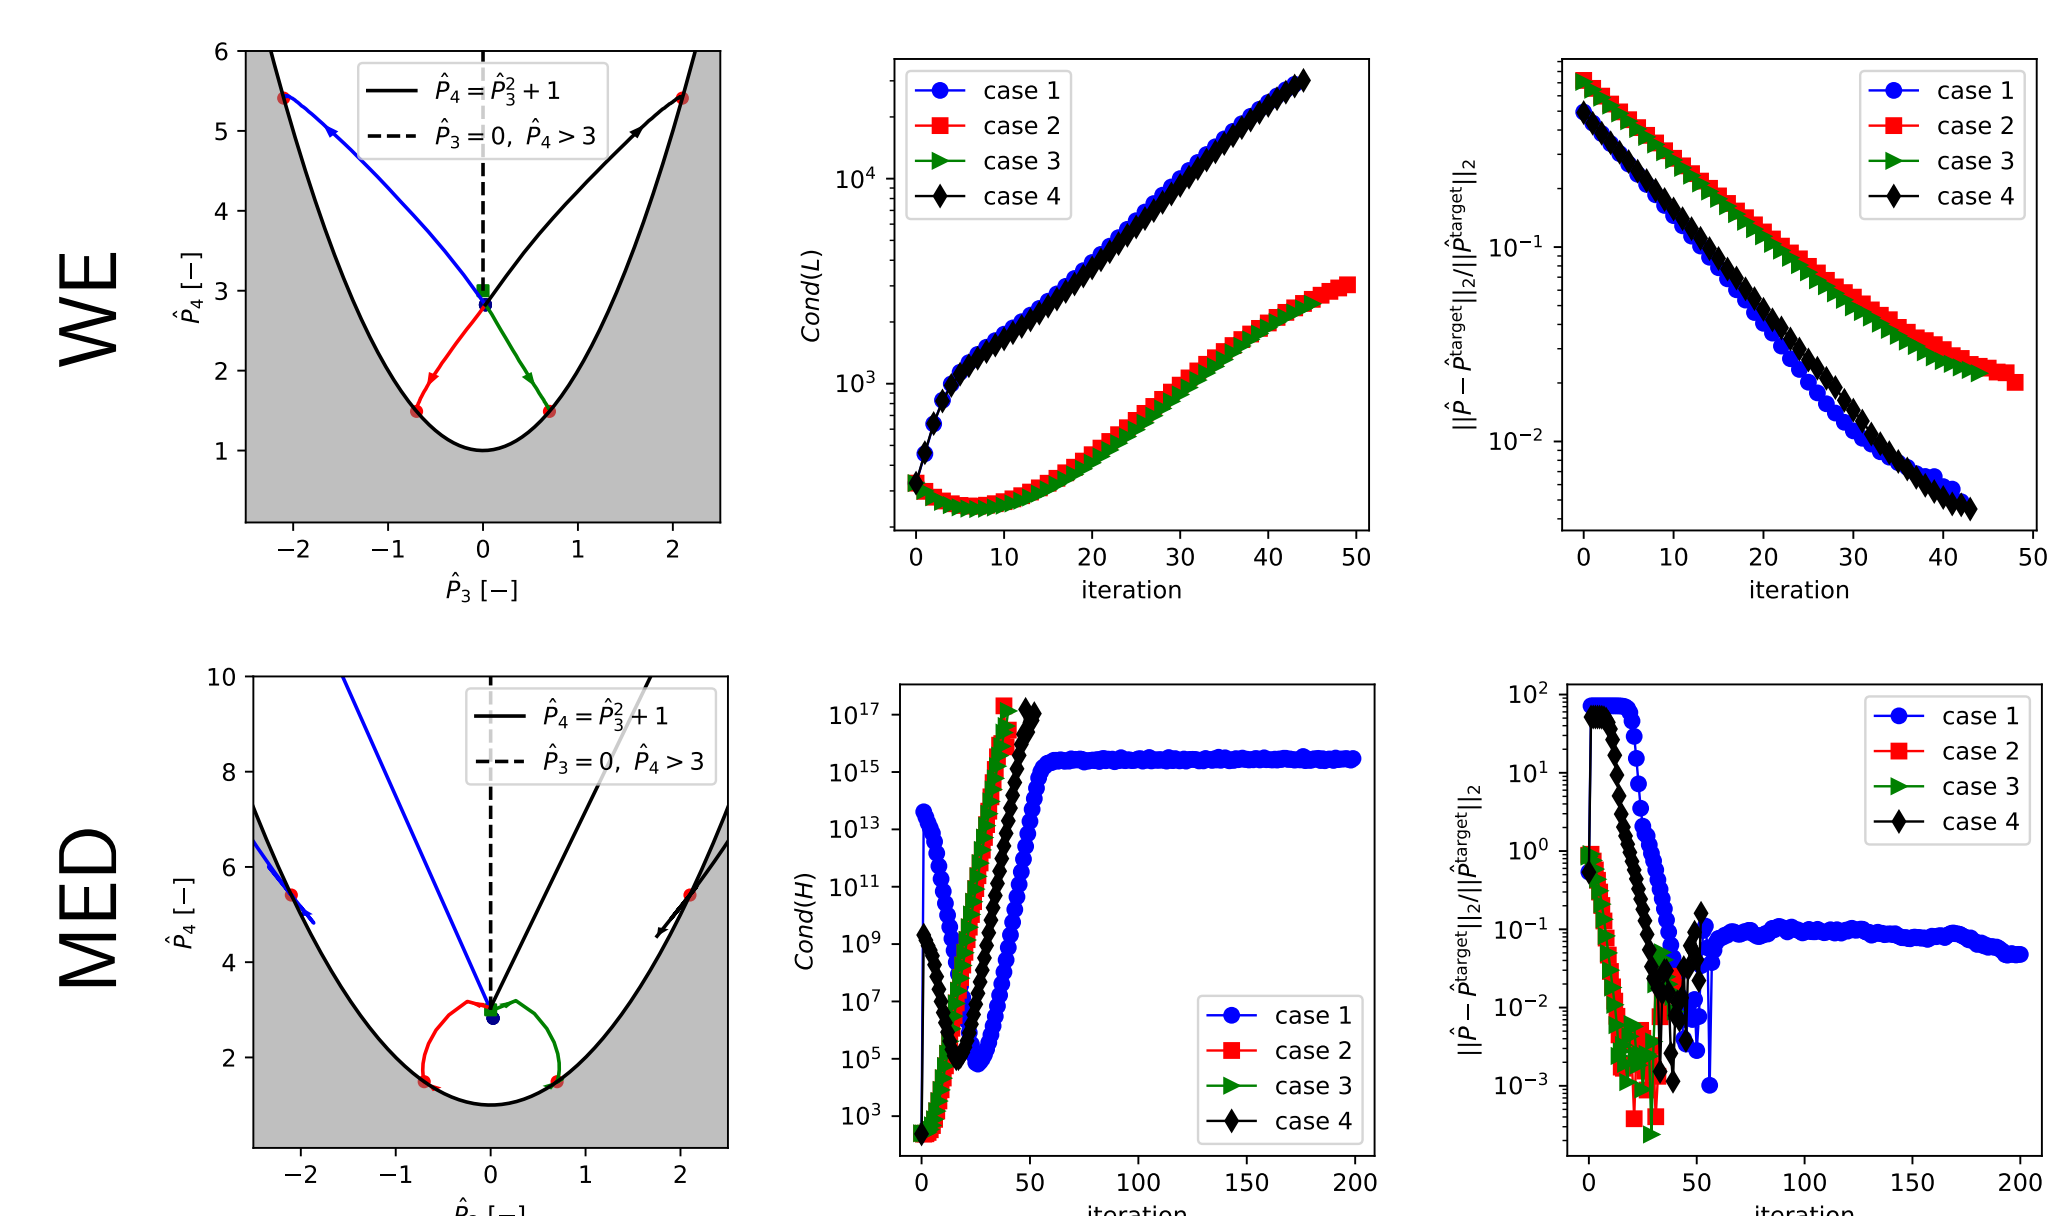 WE
6
5
4
3
2
1
P̂₄ [−]
−2 −1 0 1 2
P̂₃ [−]
P̂₄ = P̂₃² + 1
P̂₃ = 0, P̂₄ > 3
10⁴
10³
Cond(L)
0 10 20 30 40 50
iteration
case 1
case 2
case 3
case 4
10⁻¹
10⁻²
||P̂ − P̂ᵗᵃʳᵍᵉᵗ||₂/||P̂ᵗᵃʳᵍᵉᵗ||₂
0 10 20 30 40 50
iteration
case 1
case 2
case 3
case 4
MED
10
8
6
4
2
P̂₄ [−]
−2 −1 0 1 2
P̂₄ = P̂₃² + 1
P̂₃ = 0, P̂₄ > 3
10¹⁷
10¹⁵
10¹³
10¹¹
10⁹
10⁷
10⁵
10³
Cond(H)
0 50 100 150 200
iteration
case 1
case 2
case 3
case 4
10²
10¹
10⁰
10⁻¹
10⁻²
10⁻³
||P̂ − P̂ᵗᵃʳᵍᵉᵗ||₂/||P̂ᵗᵃʳᵍᵉᵗ||₂
0 50 100 150 200
iteration
case 1
case 2
case 3
case 4